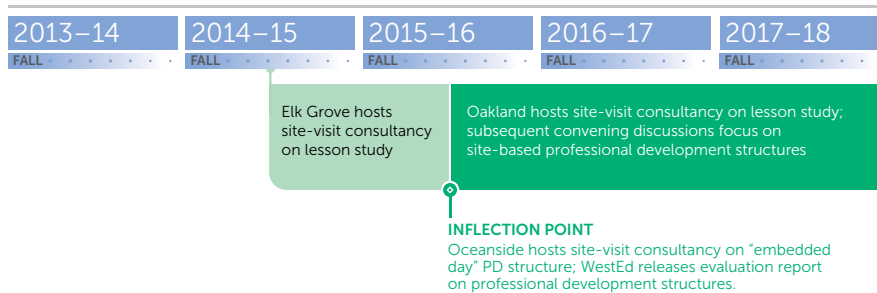 2013–14 2014–15 2015–16 2016–17 2017–18
FALL FALL FALL FALL FALL
Elk Grove hosts
site-visit consultancy
on lesson study
Oakland hosts site-visit consultancy on lesson study;
subsequent convening discussions focus on
site-based professional development structures
INFLECTION POINT
Oceanside hosts site-visit consultancy on “embedded
day” PD structure; WestEd releases evaluation report
on professional development structures.